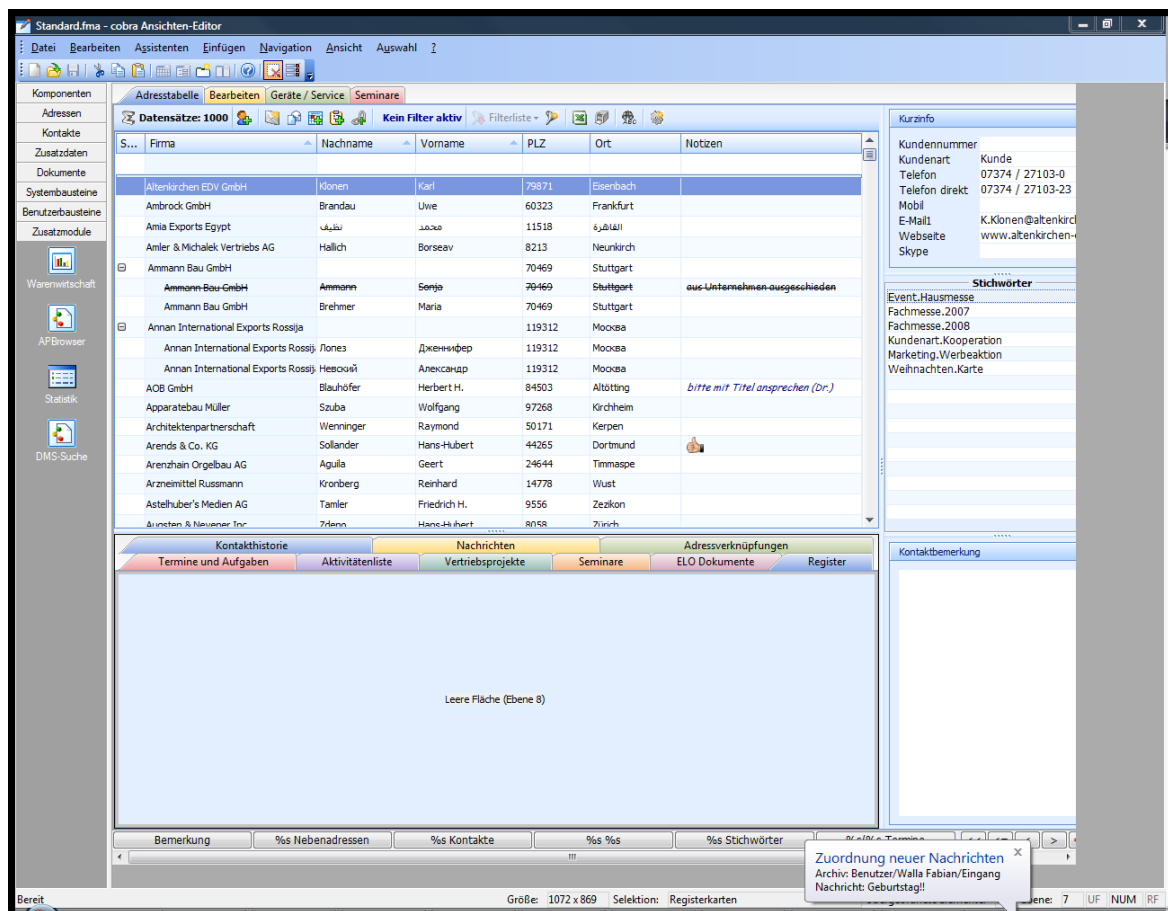 Standard.fma - cobra Ansichten-Editor
Datei Bearbeiten Assistenten Einfügen Navigation Ansicht Auswahl ?
Komponenten
Adressen
Kontakte
Zusatzdaten
Dokumente
Systembausteine
Benutzerbausteine
Zusatzmodule
Warenwirtschaft
APBrowser
Statistik
DMS-Suche
Adresstabelle Bearbeiten Geräte / Service Seminare
Datensätze: 1000 Kein Filter aktiv Filterliste
S... Firma Nachname Vorname PLZ Ort Notizen
Altenkirchen EDV GmbH Klonen Karl 79871 Eisenbach
Ambrock GmbH Brandau Uwe 60323 Frankfurt
Amia Exports Egypt نظيف محمد 11518 القاهرة
Amler & Michalek Vertriebs AG Hallich Borseav 8213 Neunkirch
Ammann Bau GmbH 70469 Stuttgart
Ammann Bau GmbH Ammann Sonja 70469 Stuttgart aus Unternehmen ausgeschieden
Ammann Bau GmbH Brehmer Maria 70469 Stuttgart
Annan International Exports Rossija 119312 Москва
Annan International Exports Rossij Лопез Дженнифер 119312 Москва
Annan International Exports Rossij Невский Александр 119312 Москва
AOB GmbH Blauhöfer Herbert H. 84503 Altötting bitte mit Titel ansprechen (Dr.)
Apparatebau Müller Szuba Wolfgang 97268 Kirchheim
Architektenpartnerschaft Wenninger Raymond 50171 Kerpen
Arends & Co. KG Sollander Hans-Hubert 44265 Dortmund
Arenzhain Orgelbau AG Aguila Geert 24644 Timmaspe
Arzneimittel Russmann Kronberg Reinhard 14778 Wust
Astelhuber's Medien AG Tamler Friedrich H. 9556 Zezikon
Augsten & Nevener Inc Zdeno Hans-Hubert 8058 Zürich
Kurzinfo
Kundennummer
Kundenart Kunde
Telefon 07374 / 27103-0
Telefon direkt 07374 / 27103-23
Mobil
E-Mail1 K.Klonen@altenkirch
Webseite www.altenkirchen-
Skype
Stichwörter
Event.Hausmesse
Fachmesse.2007
Fachmesse.2008
Kundenart.Kooperation
Marketing.Werbeaktion
Weihnachten.Karte
Kontaktbemerkung
Kontakthistorie Nachrichten Adressverknüpfungen
Termine und Aufgaben Aktivitätenliste Vertriebsprojekte Seminare ELO Dokumente Register
Leere Fläche (Ebene 8)
Bemerkung %s Nebenadressen %s Kontakte %s %s %s Stichwörter
Zuordnung neuer Nachrichten
Archiv: Benutzer/Walla Fabian/Eingang
Nachricht: Geburtstag!!
Bereit Größe: 1072 x 869 Selektion: Registerkarten 7 UF NUM RF